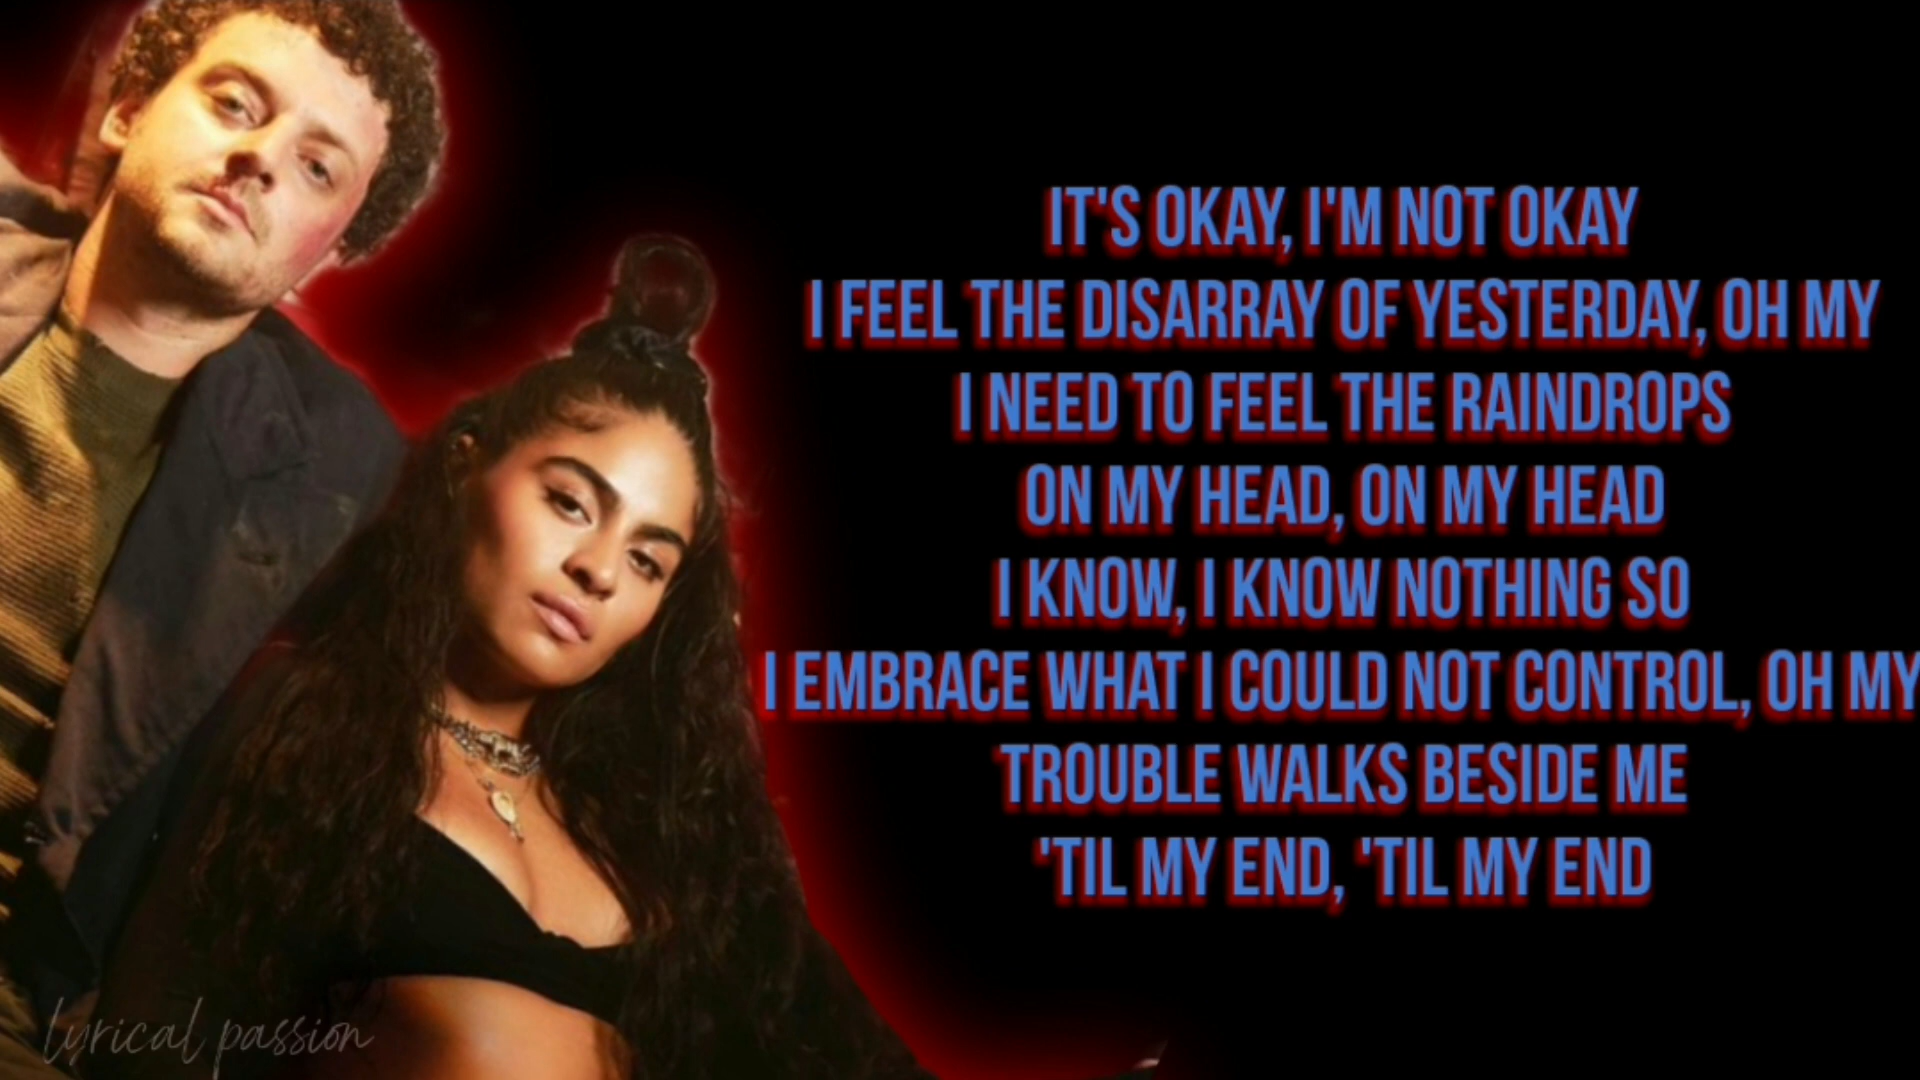 IT'S OKAY, I'M NOT OKAY
I FEEL THE DISARRAY OF YESTERDAY, OH MY
I NEED TO FEEL THE RAINDROPS
ON MY HEAD, ON MY HEAD
I KNOW, I KNOW NOTHING SO
I EMBRACE WHAT I COULD NOT CONTROL, OH MY
TROUBLE WALKS BESIDE ME
'TIL MY END, 'TIL MY END
lyrical passion